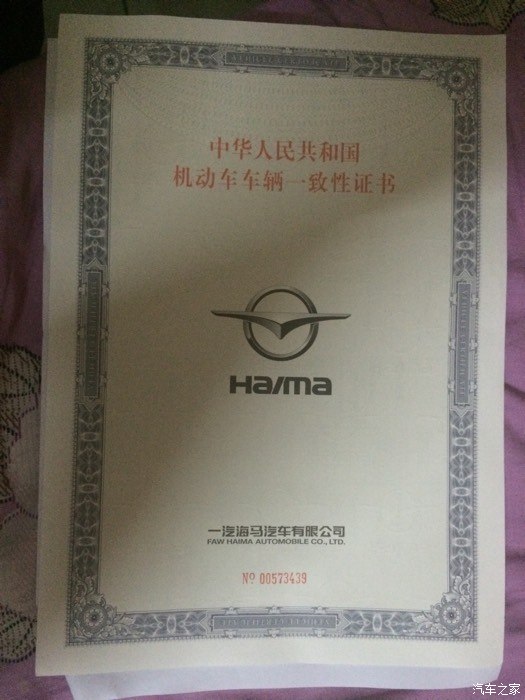 中华人民共和国
机动车车辆一致性证书
Haima
一汽海马汽车有限公司
FAW HAIMA AUTOMOBILE CO., LTD.
Nº 00573439
汽车之家